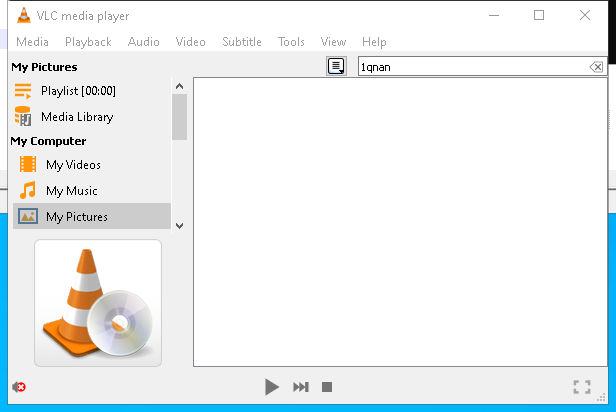 VLC media player
Media Playback Audio Video Subtitle Tools View Help
My Pictures
1qnan
Playlist [00:00]
Media Library
My Computer
My Videos
My Music
My Pictures